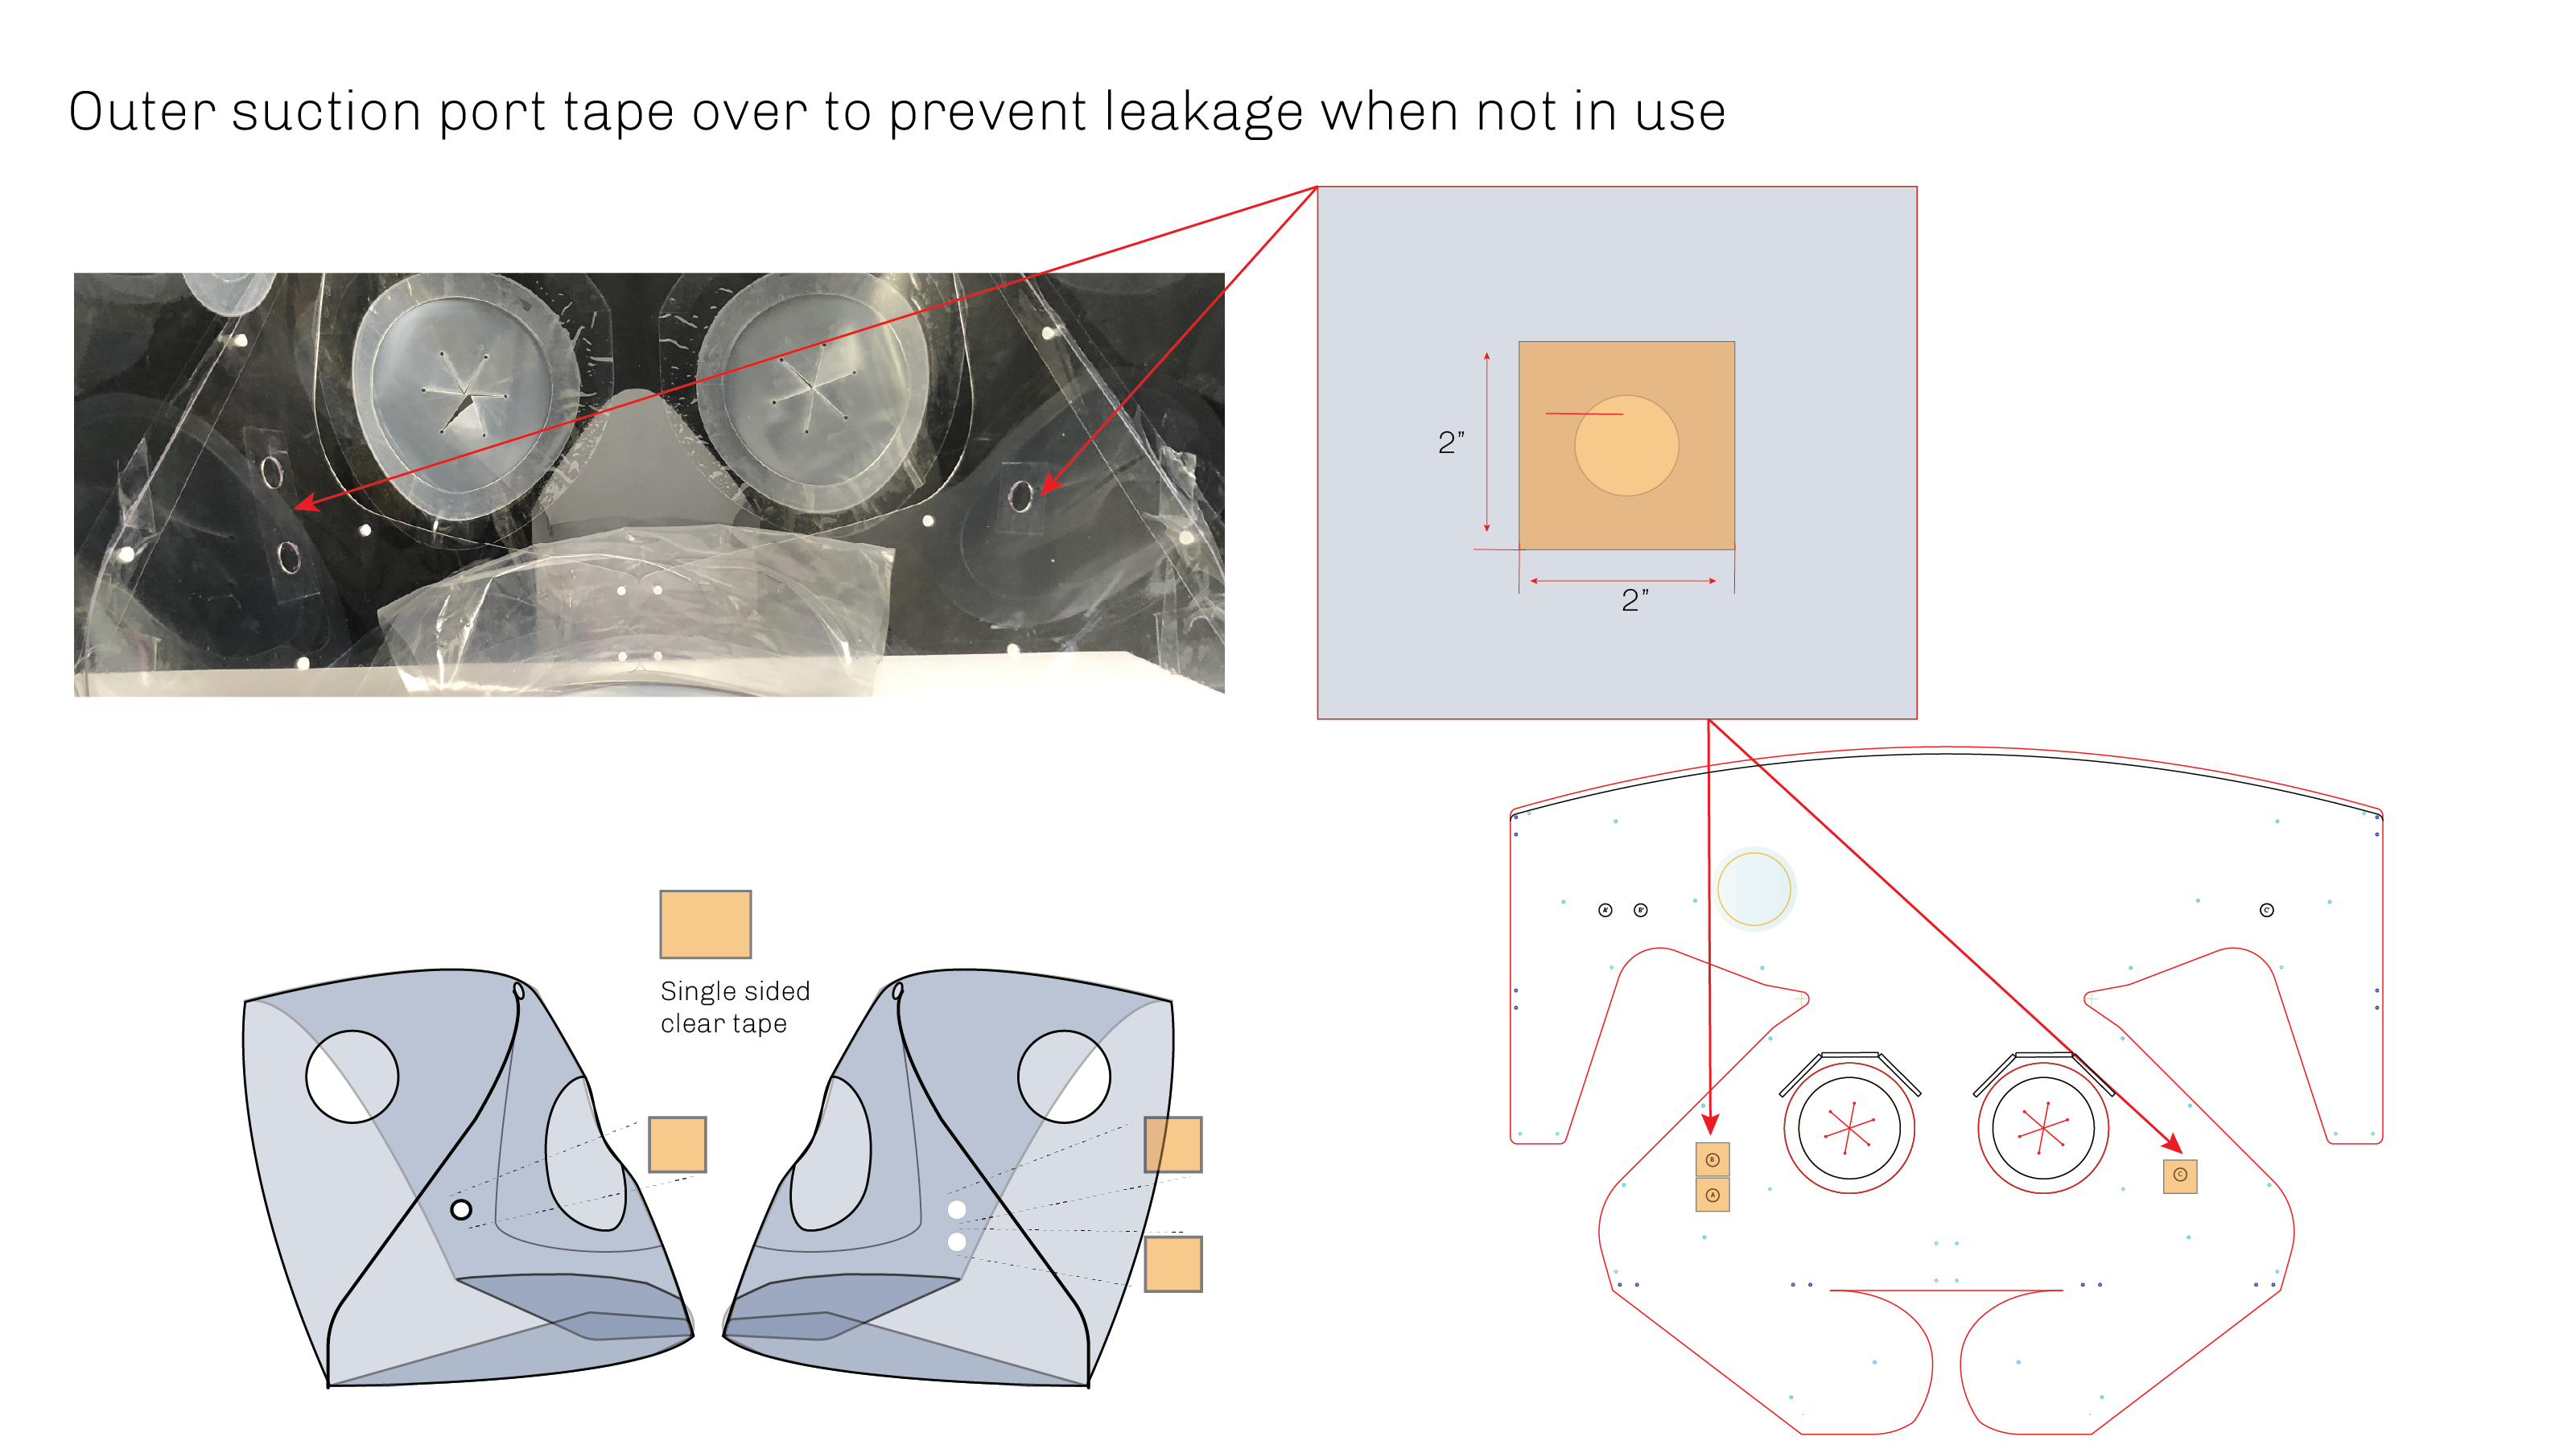 Outer suction port tape over to prevent leakage when not in use
2”
2”
Single sided
clear tape
A'
B'
C'
B
A
C